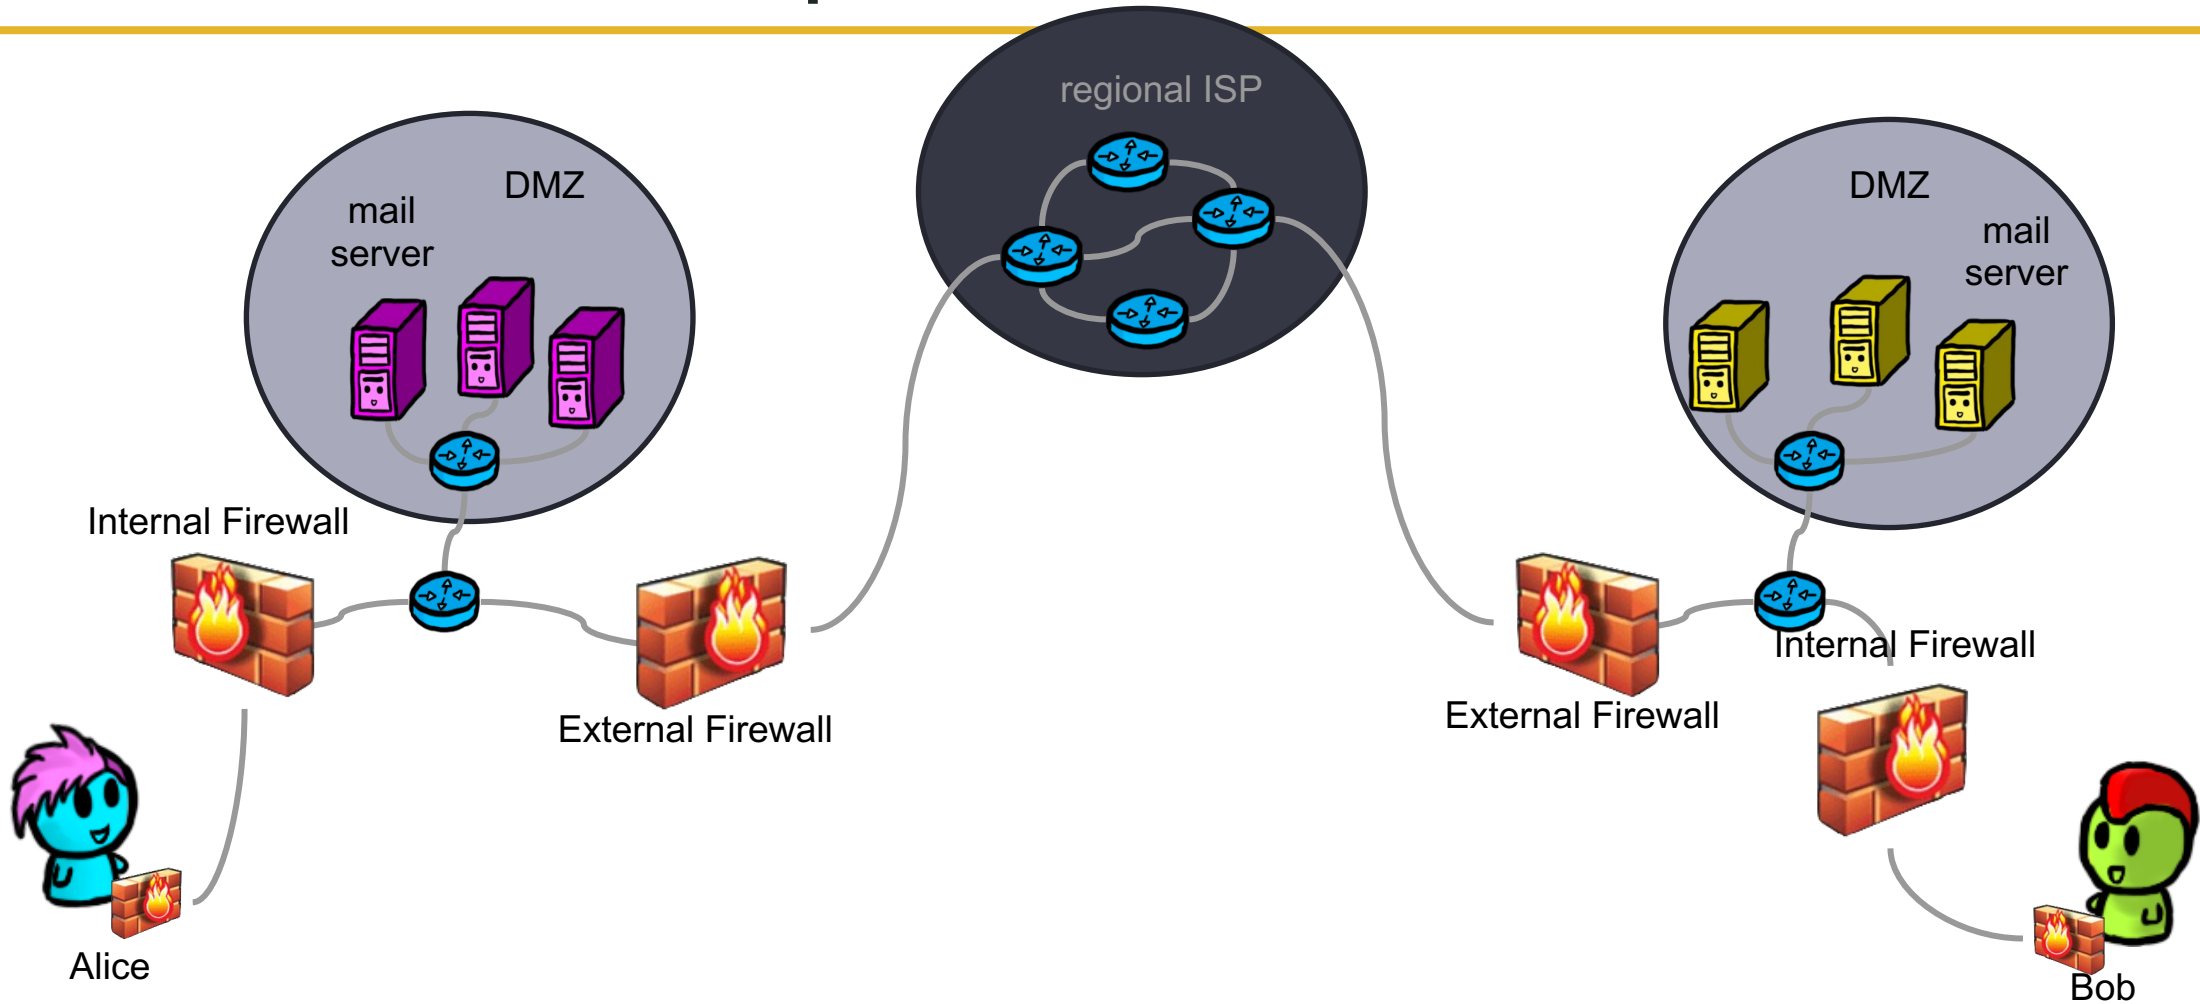 regional ISP
DMZ
mail
server
DMZ
mail
server
Internal Firewall
External Firewall
Internal Firewall
External Firewall
Alice
Bob